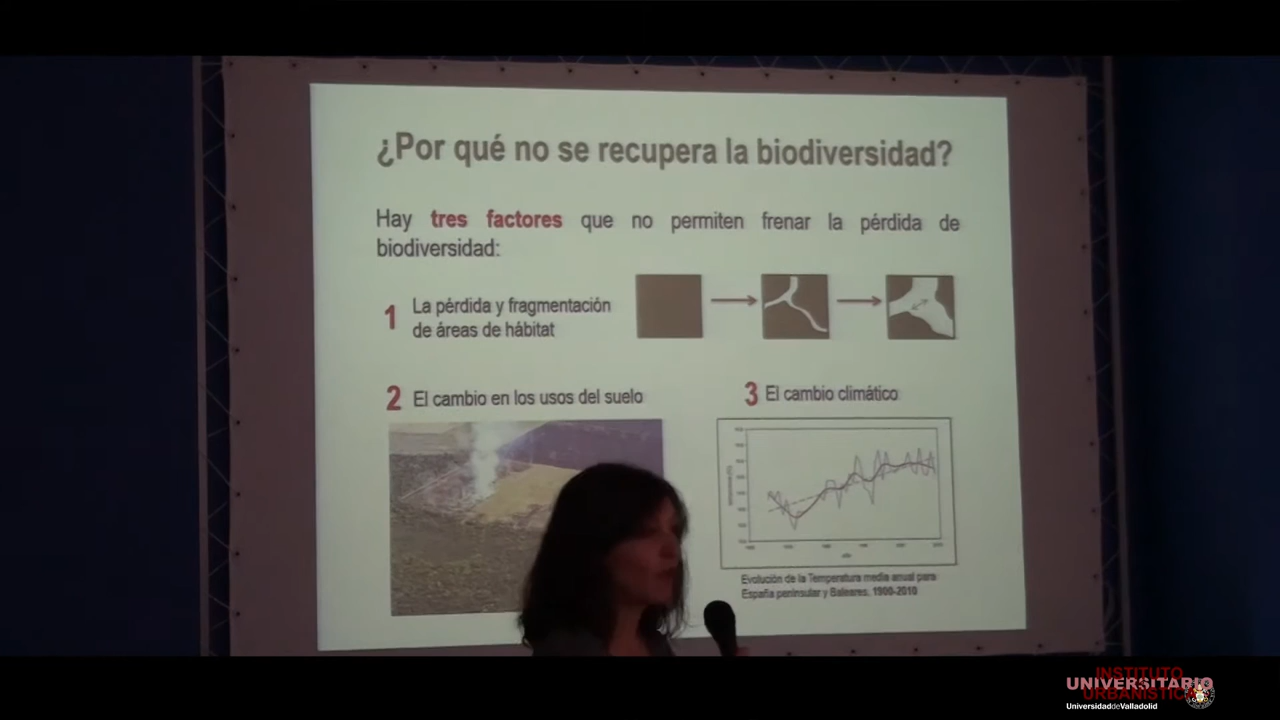 ¿Por qué no se recupera la biodiversidad?
Hay tres factores que no permiten frenar la pérdida de
biodiversidad:
1 La pérdida y fragmentación
de áreas de hábitat
2 El cambio en los usos del suelo
3 El cambio climático
Evolución de la Temperatura media anual para
España peninsular y Baleares, 1900-2010
INSTITUTO
UNIVERSITARIO
URBANÍSTICA
UniversidaddeValladolid